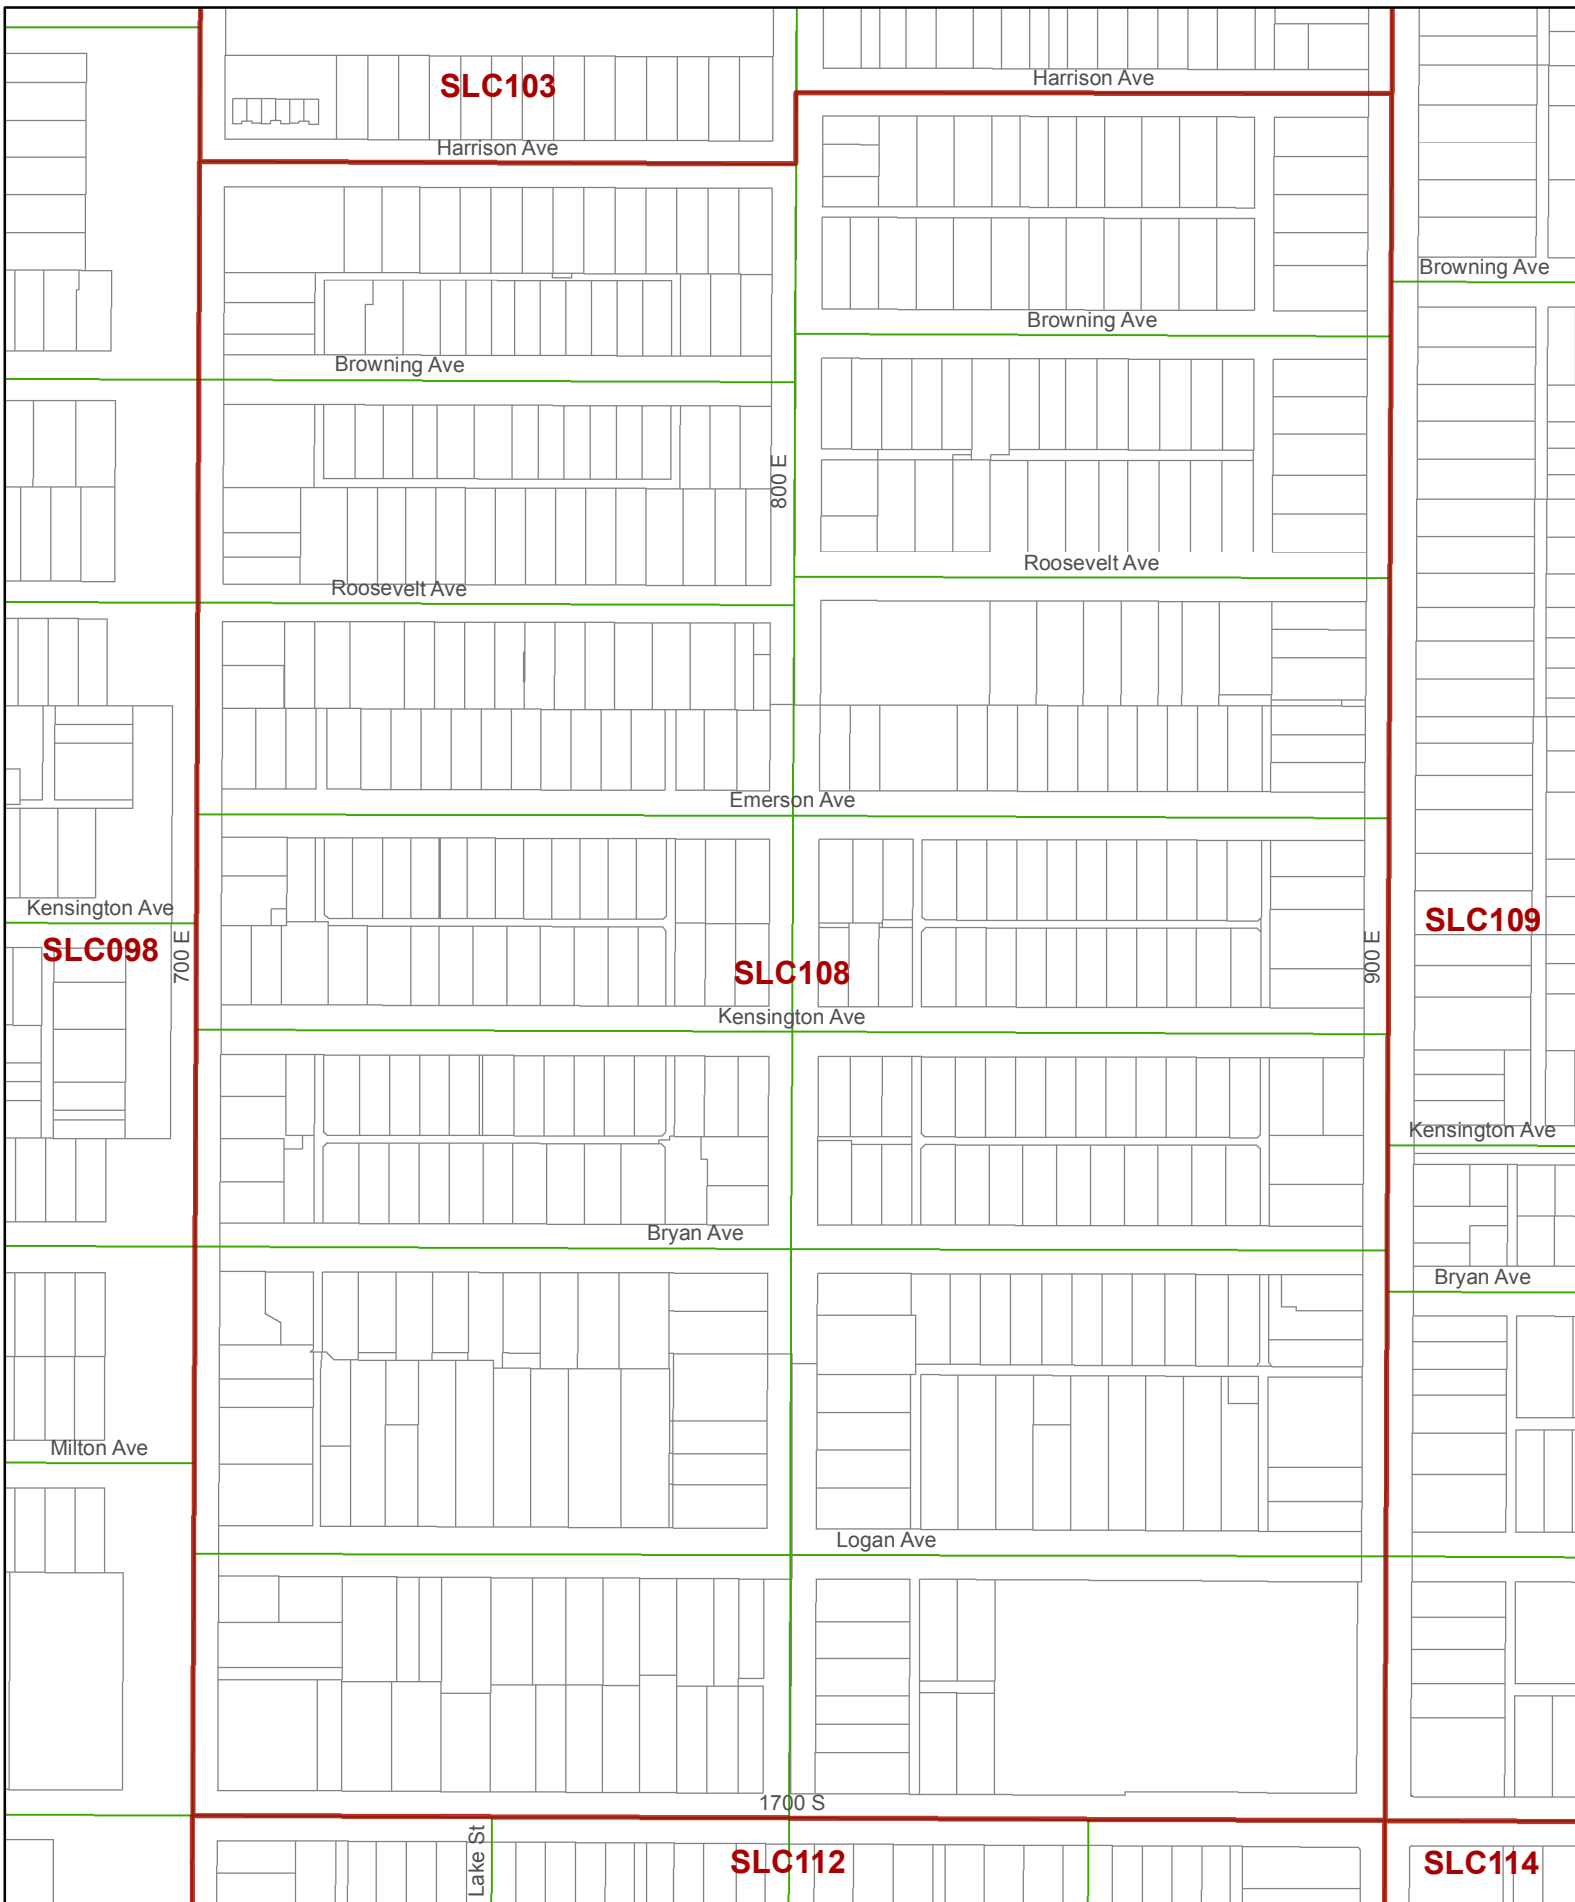 Harrison Ave
SLC103
Harrison Ave
Browning Ave
Browning Ave
Browning Ave
800 E
Roosevelt Ave
Roosevelt Ave
Emerson Ave
Kensington Ave
SLC098
700 E
SLC109
900 E
SLC108
Kensington Ave
Kensington Ave
Bryan Ave
Bryan Ave
Milton Ave
Logan Ave
1700 S
Lake St
SLC112
SLC114